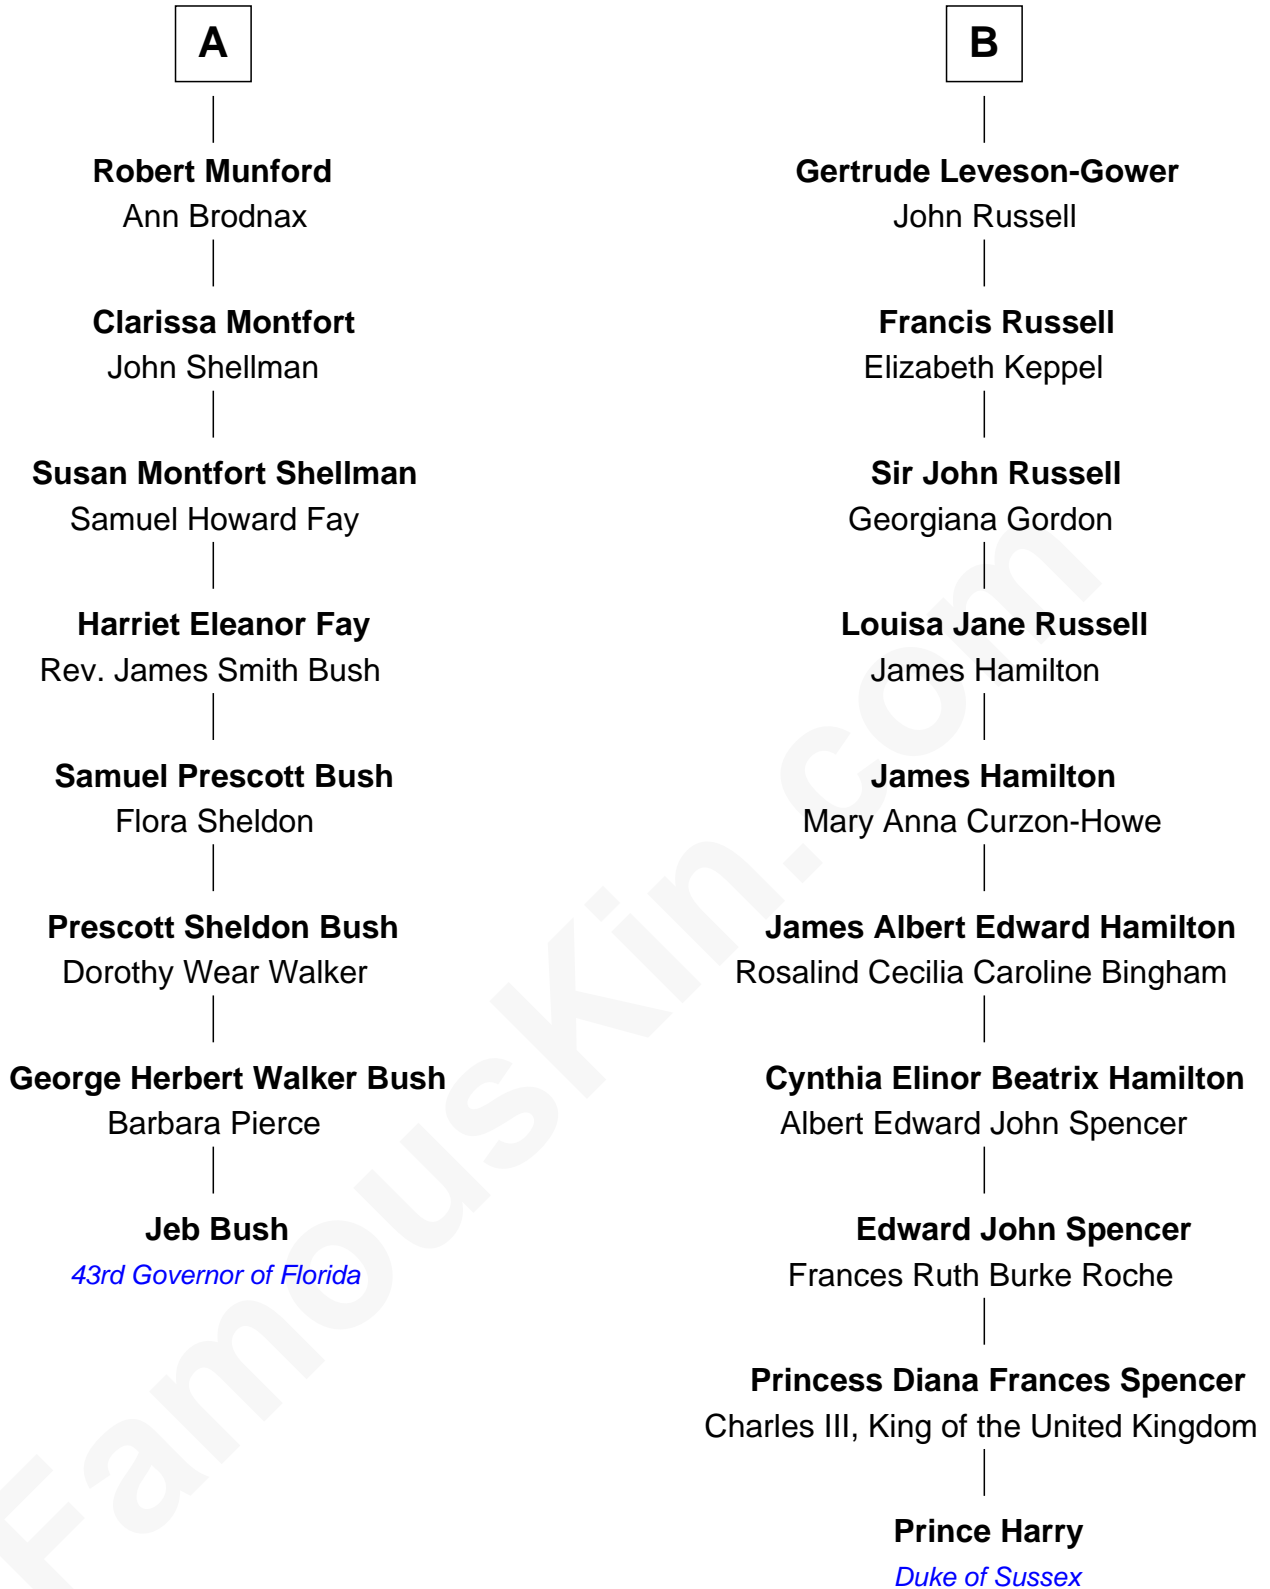 A
Robert Munford
Ann Brodnax
Clarissa Montfort
John Shellman
Susan Montfort Shellman
Samuel Howard Fay
Harriet Eleanor Fay
Rev. James Smith Bush
Samuel Prescott Bush
Flora Sheldon
Prescott Sheldon Bush
Dorothy Wear Walker
George Herbert Walker Bush
Barbara Pierce
Jeb Bush
43rd Governor of Florida
B
Gertrude Leveson-Gower
John Russell
Francis Russell
Elizabeth Keppel
Sir John Russell
Georgiana Gordon
Louisa Jane Russell
James Hamilton
James Hamilton
Mary Anna Curzon-Howe
James Albert Edward Hamilton
Rosalind Cecilia Caroline Bingham
Cynthia Elinor Beatrix Hamilton
Albert Edward John Spencer
Edward John Spencer
Frances Ruth Burke Roche
Princess Diana Frances Spencer
Charles III, King of the United Kingdom
Prince Harry
Duke of Sussex
FamousKin.com